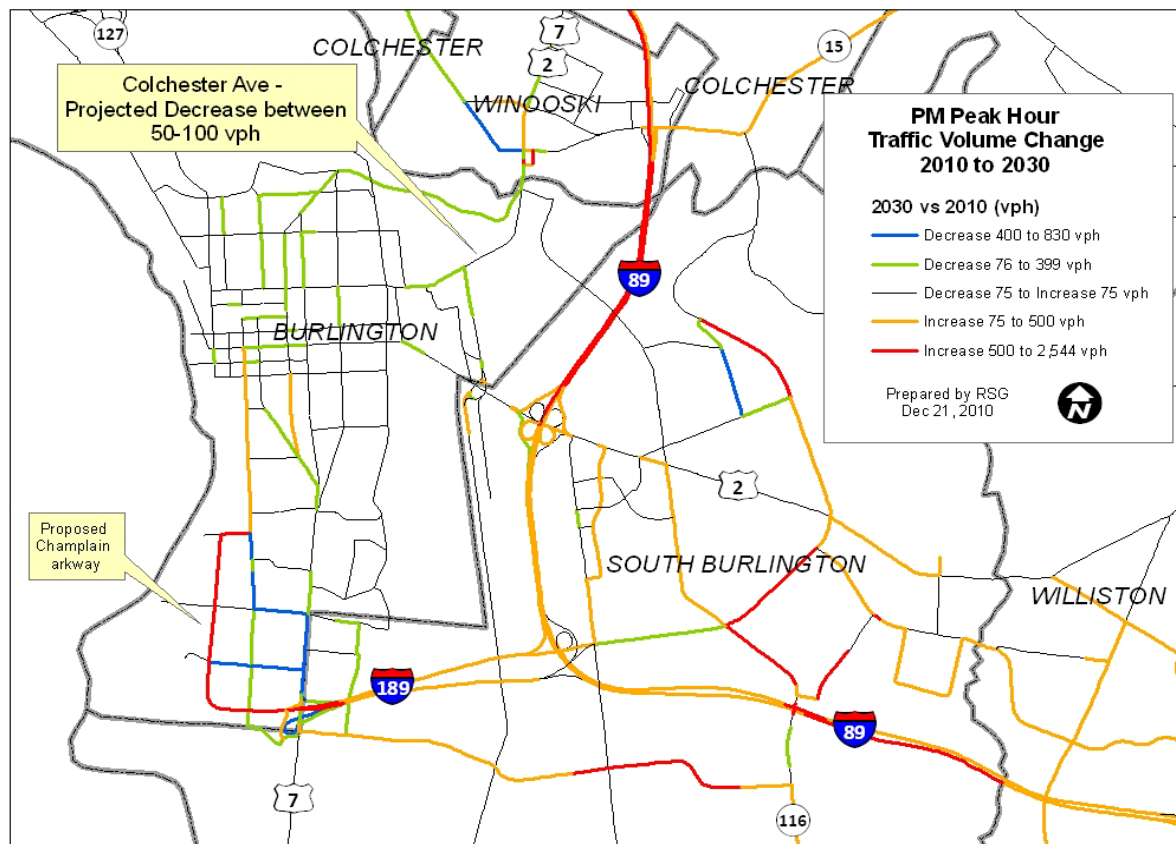 127
COLCHESTER
7
2
15
Colchester Ave -
Projected Decrease between
50-100 vph
WINOOSKI
COLCHESTER
PM Peak Hour
Traffic Volume Change
2010 to 2030
2030 vs 2010 (vph)
Decrease 400 to 830 vph
Decrease 76 to 399 vph
Decrease 75 to Increase 75 vph
Increase 75 to 500 vph
Increase 500 to 2,544 vph
Prepared by RSG
Dec 21, 2010
N
89
BURLINGTON
2
Proposed
Champlain
arkway
SOUTH BURLINGTON
WILLISTON
189
89
7
116